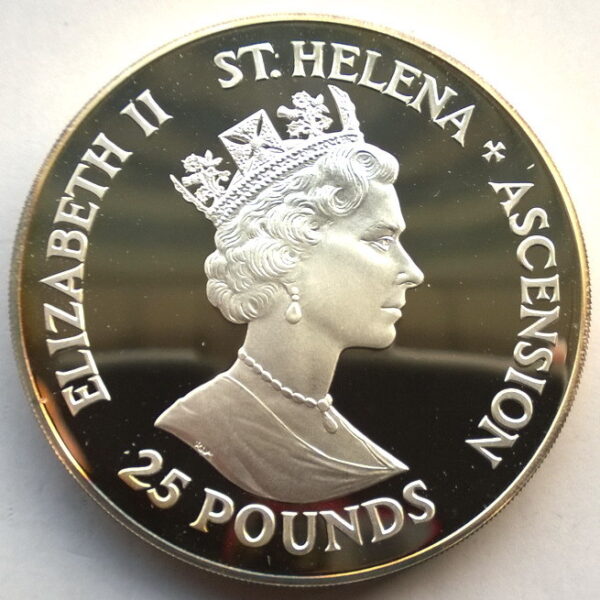 ELIZABETH II
ST. HELENA + ASCENSION
25 POUNDS